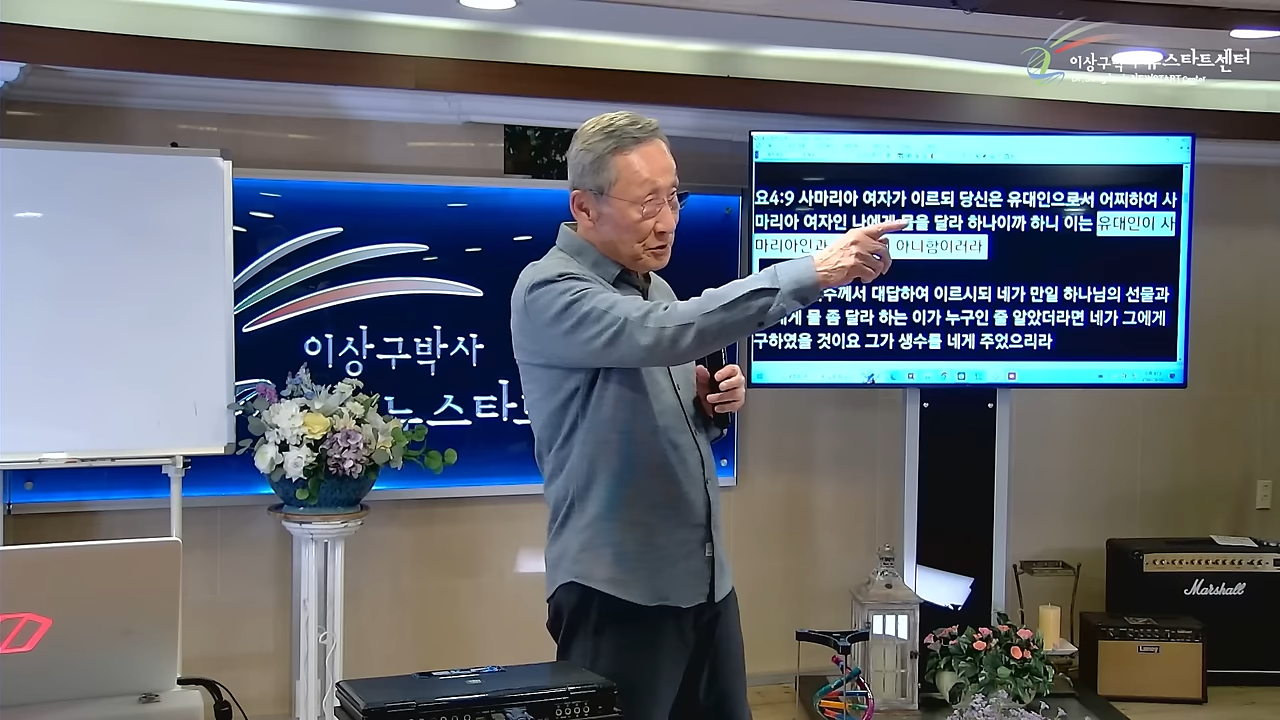 이상구박사 뉴스타트센터
요4:9 사마리아 여자가 이르되 당신은 유대인으로서 어찌하여 사
마리아 여자인 나에게 물을 달라 하나이까 하니 이는 유대인이 사
마리아인과 아니함이러라
께서 대답하여 이르시되 네가 만일 하나님의 선물과
물 좀 달라 하는 이가 누구인 줄 알았더라면 네가 그에게
구하였을 것이요 그가 생수를 네게 주었으리라
이상구박사
뉴스타
Marshall
Laney